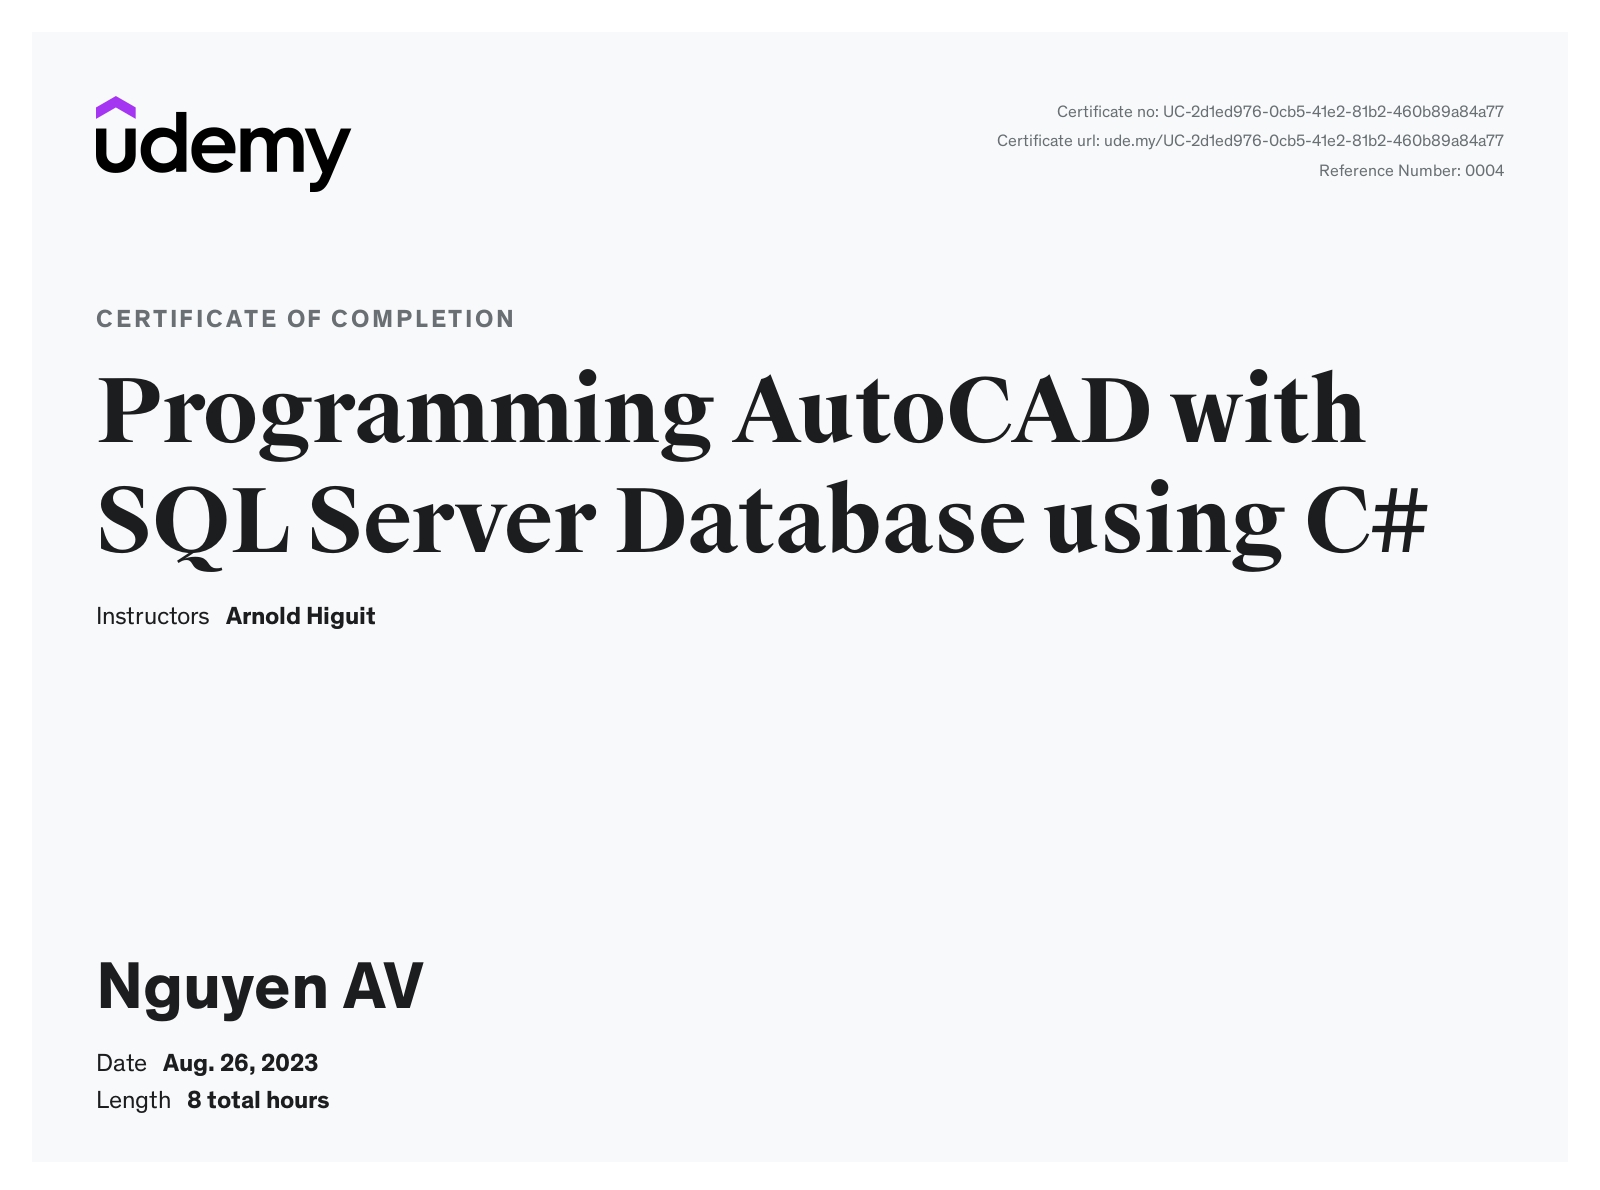 udemy
Certificate no: UC-2d1ed976-0cb5-41e2-81b2-460b89a84a77
Certificate url: ude.my/UC-2d1ed976-0cb5-41e2-81b2-460b89a84a77
Reference Number: 0004
CERTIFICATE OF COMPLETION
Programming AutoCAD with
SQL Server Database using C#
Instructors Arnold Higuit
Nguyen AV
Date Aug. 26, 2023
Length 8 total hours